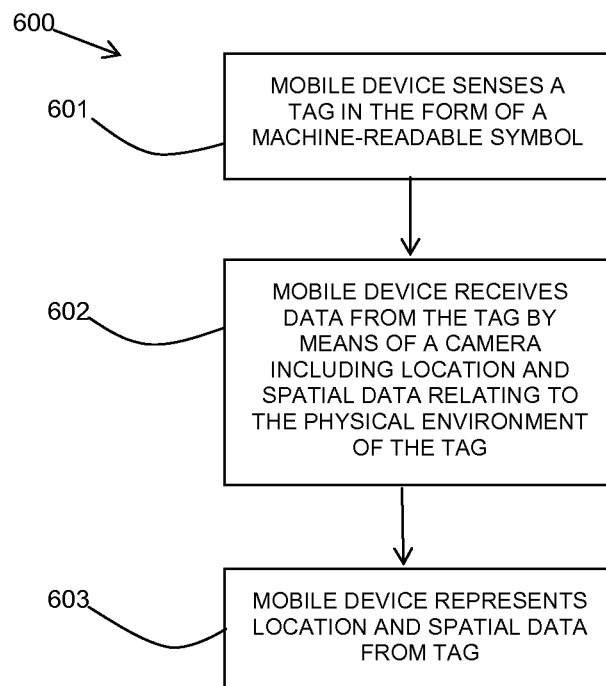 600
601
MOBILE DEVICE SENSES A
TAG IN THE FORM OF A
MACHINE-READABLE SYMBOL
602
MOBILE DEVICE RECEIVES
DATA FROM THE TAG BY
MEANS OF A CAMERA
INCLUDING LOCATION AND
SPATIAL DATA RELATING TO
THE PHYSICAL ENVIRONMENT
OF THE TAG
603
MOBILE DEVICE REPRESENTS
LOCATION AND SPATIAL DATA
FROM TAG